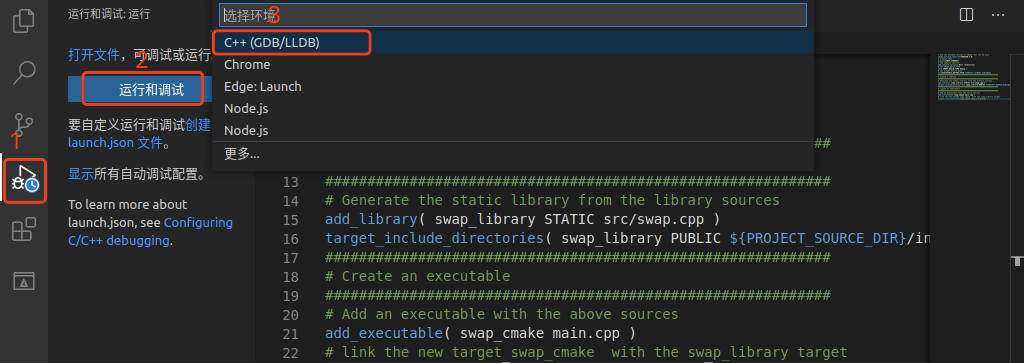 运行和调试: 运行
打开文件，可调试或运行
2
运行和调试
要自定义运行和调试创建
launch.json 文件。
1
显示所有自动调试配置。
To learn more about
launch.json, see Configuring
C/C++ debugging.
选择环境
3
C++ (GDB/LLDB)
Chrome
Edge: Launch
Node.js
Node.js
更多...
##
13 ############################################################
14 # Generate the static library from the library sources
15 add_library( swap_library STATIC src/swap.cpp )
16 target_include_directories( swap_library PUBLIC ${PROJECT_SOURCE_DIR}/in
17 ############################################################
18 # Create an executable
19 ############################################################
20 # Add an executable with the above sources
21 add_executable( swap_cmake main.cpp )
22 # link the new target_swap_cmake  with the swap_library target